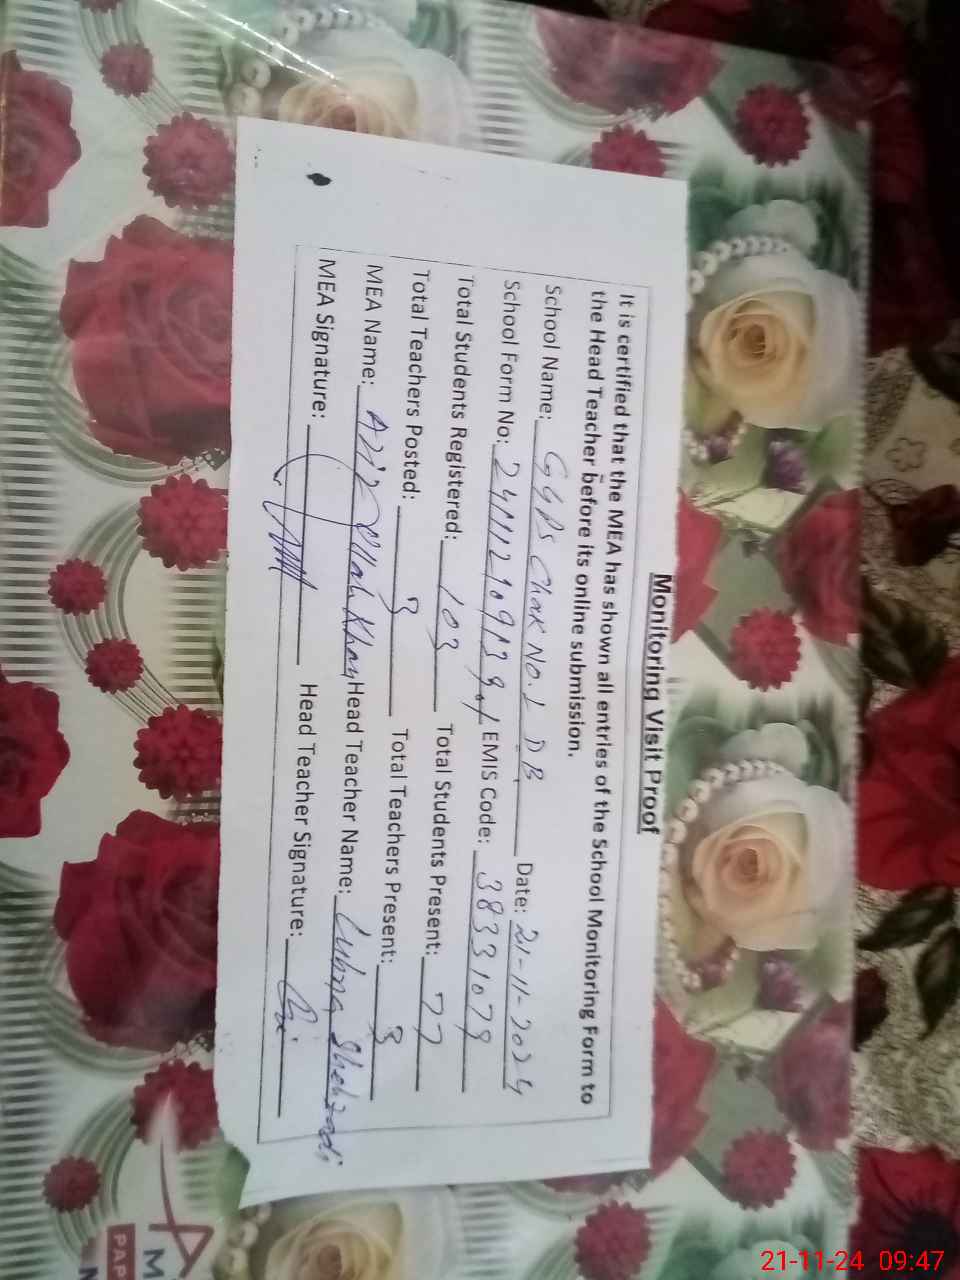 Monitoring Visit Proof
It is certified that the MEA has shown all entries of the School Monitoring Form to
the Head Teacher before its online submission.
School Name: GGPS Chak No.1 DB Date: 21-11-2024
School Form No: EMIS Code: 38331079
Total Students Registered: 103 Total Students Present: 77
Total Teachers Posted: 3 Total Teachers Present: 3
MEA Name: Aziz Ullah Khan Head Teacher Name: Lubna Shehzadi
MEA Signature: Head Teacher Signature:
PAP
21-11-24 09:47